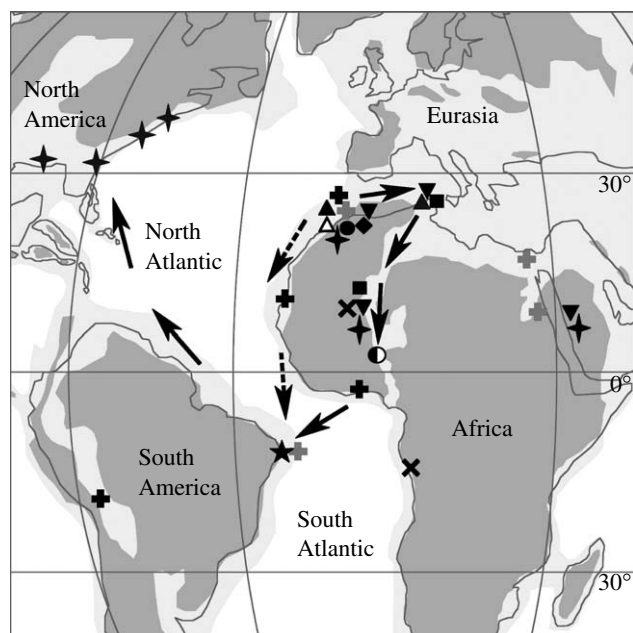 North
America
Eurasia
30°
North
Atlantic
0°
Africa
South
America
South
Atlantic
30°